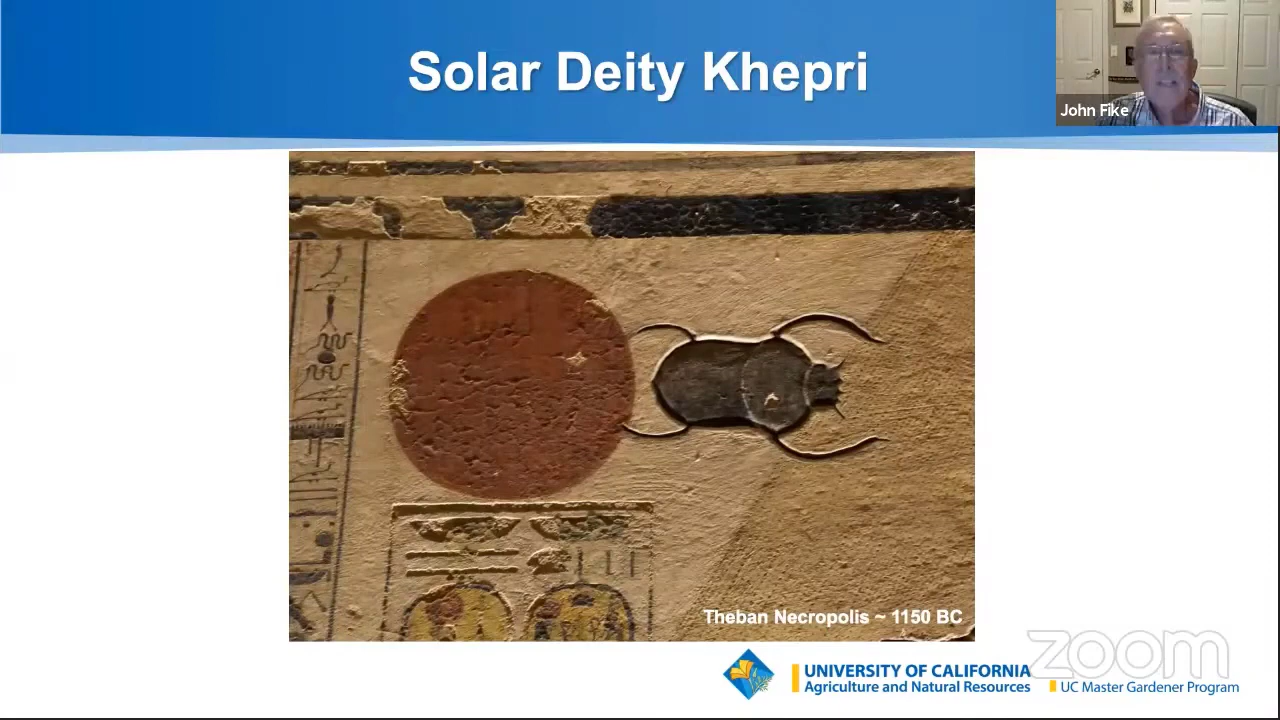 Solar Deity Khepri
John Fike
Theban Necropolis ~ 1150 BC
zoom
UNIVERSITY OF CALIFORNIA
Agriculture and Natural Resources
UC Master Gardener Program